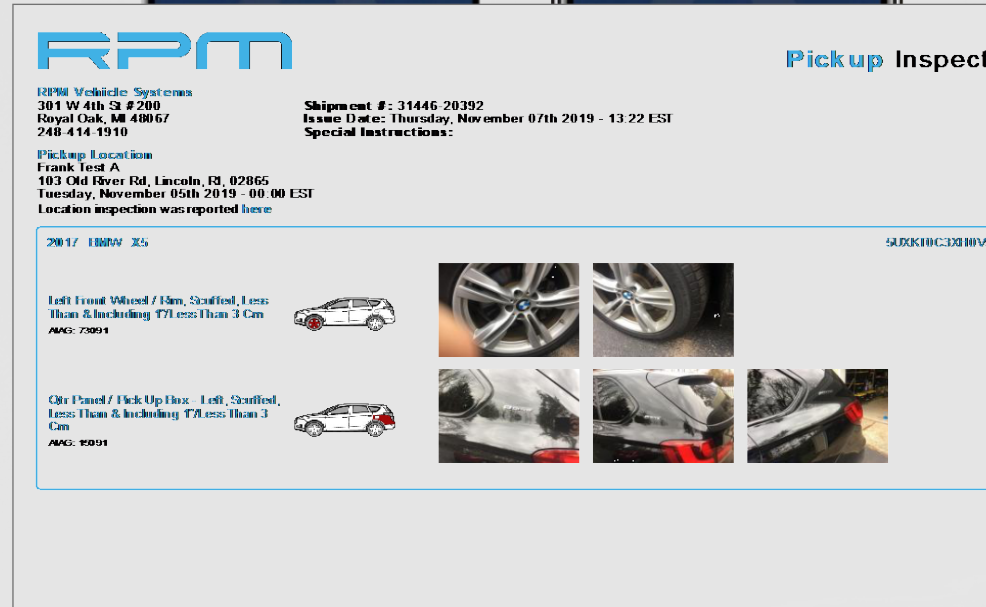 RPM
Pickup Inspect
RPM Vehicle Systems
301 W 4th St #200
Royal Oak, MI 48067
248-414-1910
Shipment #: 31446-20392
Issue Date: Thursday, November 07th 2019 - 13:22 EST
Special Instructions:
Pickup Location
Frank Test A
103 Old River Rd, Lincoln, RI, 02865
Tuesday, November 05th 2019 - 00:00 EST
Location inspection was reported here
2017 BMW X5
Left Front Wheel / Rim, Scuffed, Less
Than & Including 1"/Less Than 3 Cm
AIAG: 73091
Qtr Panel / Pick Up Box - Left, Scuffed,
Less Than & Including 1"/Less Than 3
Cm
AIAG: 15091